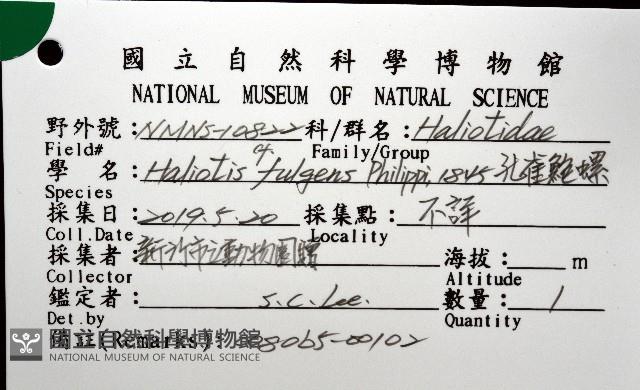 國立自然科學博物館
NATIONAL MUSEUM OF NATURAL SCIENCE
野外號: NMNS-10822 科/群名: Haliotidae
Field# Family/Group
學 名: Haliotis fulgens Philippi, 1845 孔雀鮑螺
Species
採集日: 2019.5.20 採集點: 不詳
Coll.Date Locality
採集者: 新竹市立動物園 海拔: m
Collector Altitude
鑑定者: S.C.Lee. 數量: 1
Det.by Quantity
(Remarks)
國立自然科學博物館
NATIONAL MUSEUM OF NATURAL SCIENCE